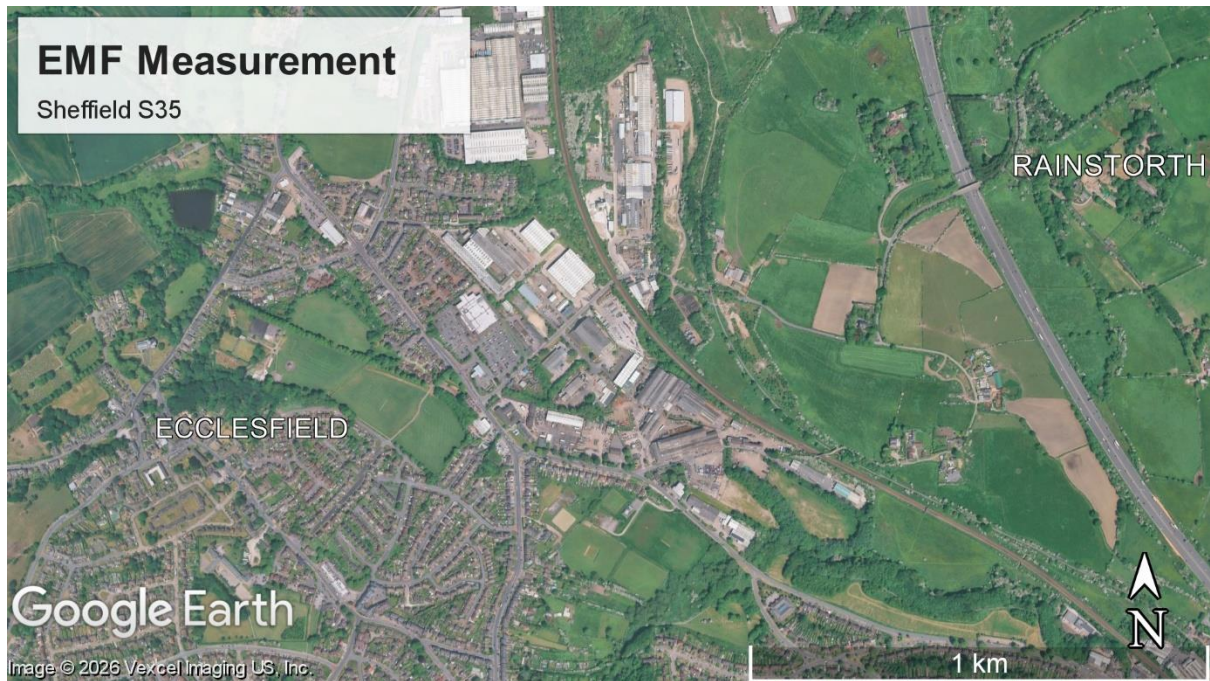 EMF Measurement
Sheffield S35
RAINSTORTH
ECCLESFIELD
Google Earth
Image © 2026 Vexcel Imaging US, Inc.
1 km
N